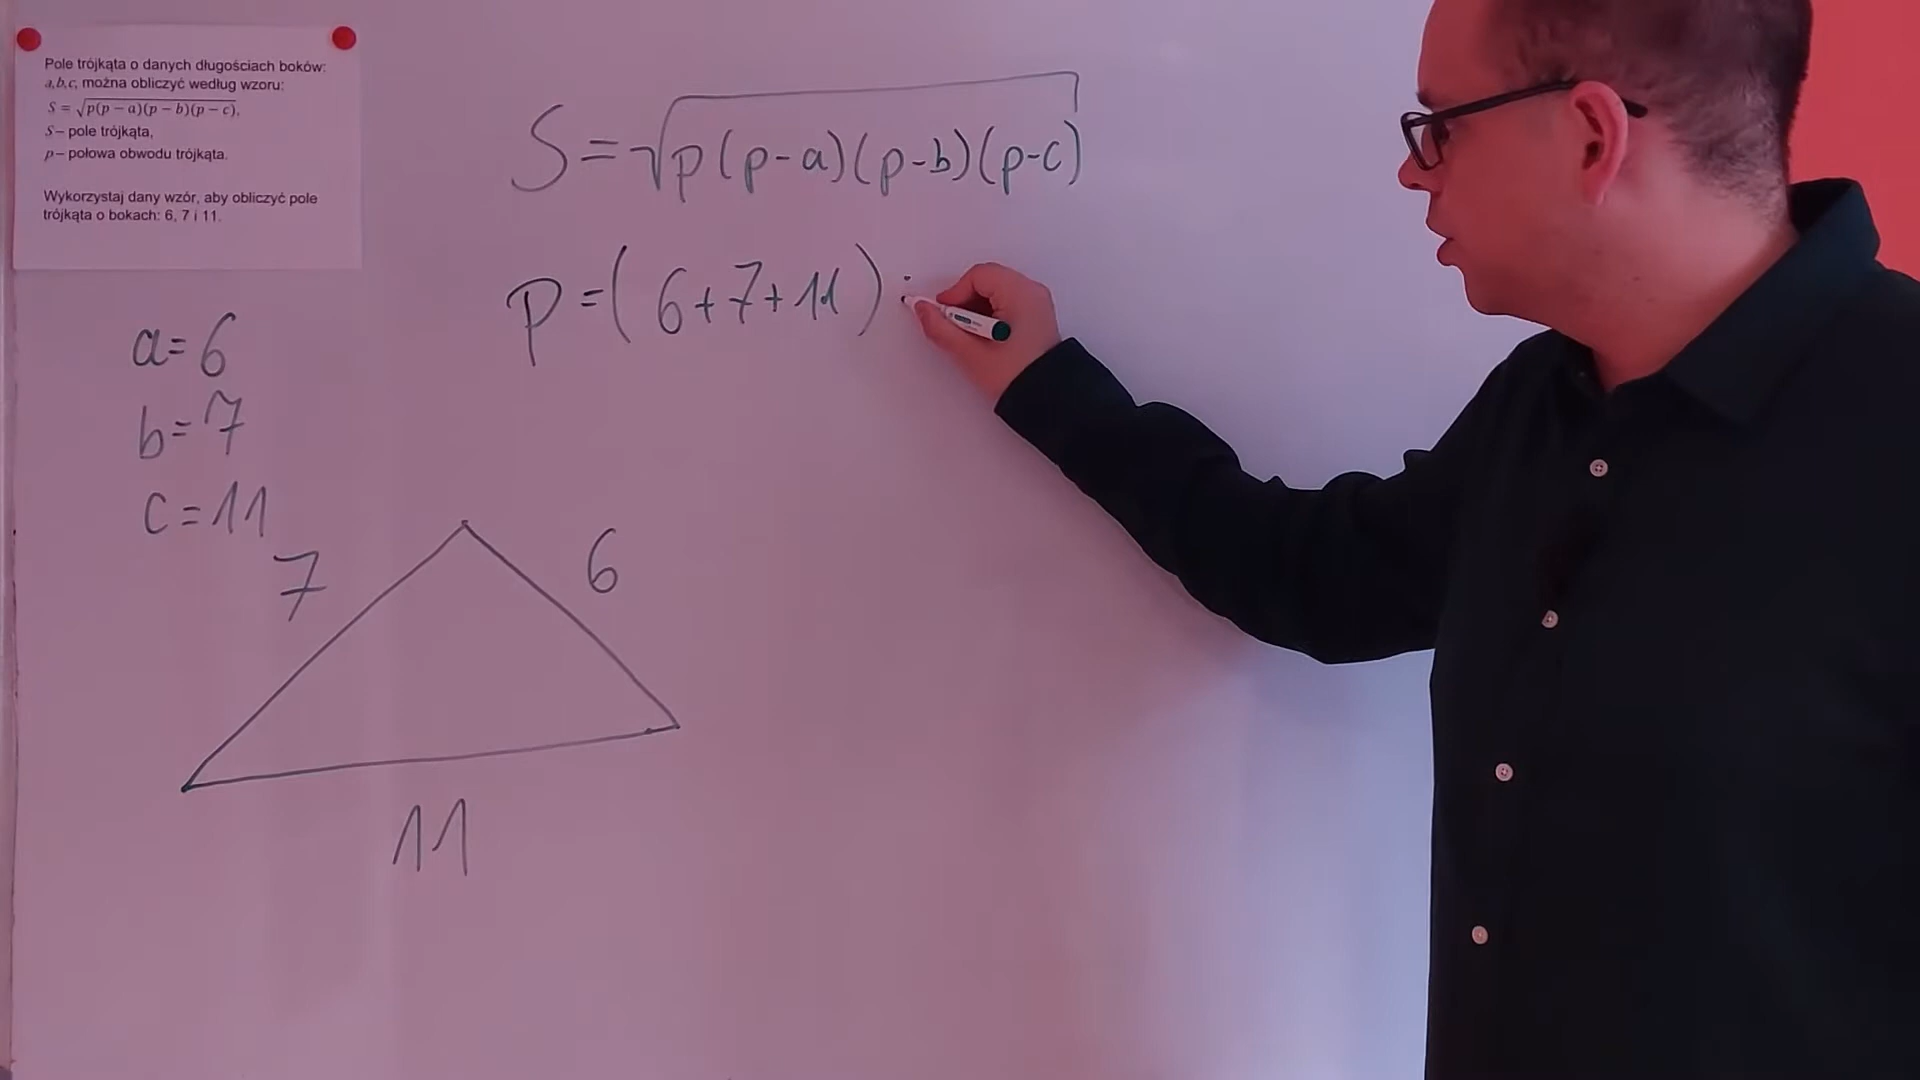 Pole trójkąta o danych długościach boków:
a,b,c, można obliczyć według wzoru:
S = √p(p − a)(p − b)(p − c),
S – pole trójkąta,
p – połowa obwodu trójkąta.
Wykorzystaj dany wzór, aby obliczyć pole
trójkąta o bokach: 6, 7 i 11.
S=√p(p-a)(p-b)(p-c)
p=(6+7+11):
a=6
b=7
c=11
7
6
11